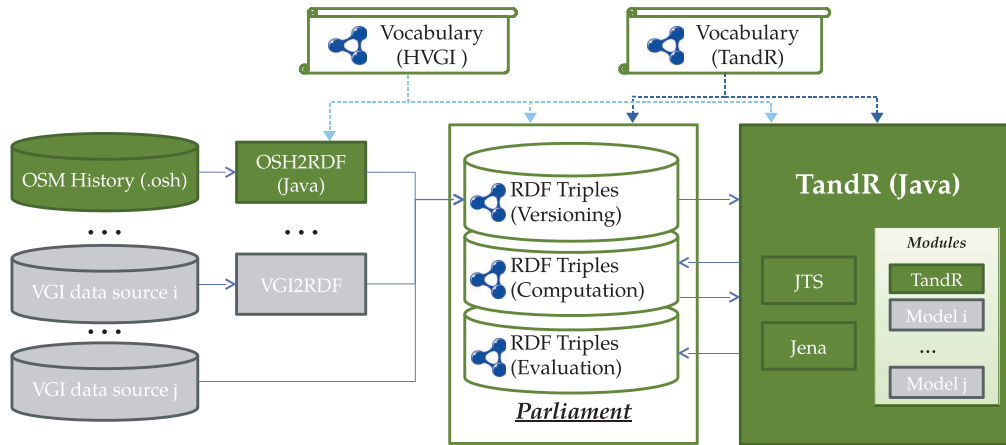 Vocabulary
(HVGI )
Vocabulary
(TandR)
OSM History (.osh)
OSH2RDF
(Java)
...
...
VGI data source i
VGI2RDF
...
VGI data source j
RDF Triples
(Versioning)
RDF Triples
(Computation)
RDF Triples
(Evaluation)
Parliament
TandR (Java)
JTS
Jena
Modules
TandR
Model i
...
Model j